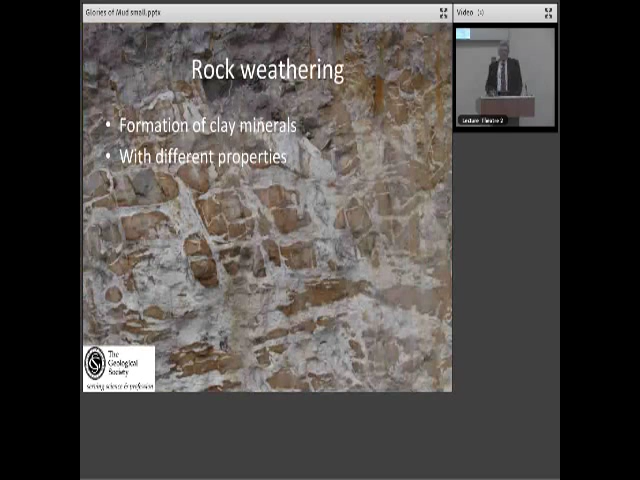 Glories of Mud small.pptx
Video (1)
Rock weathering
• Formation of clay minerals
• With different properties
Lecture Theatre 2
The
Geological
Society
serving science & profession